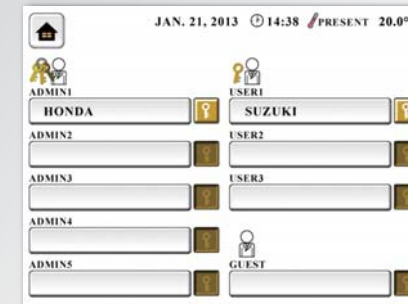 JAN. 21, 2013 14:38 PRESENT 20.0°
ADMIN1
HONDA
ADMIN2
ADMIN3
ADMIN4
ADMIN5
USER1
SUZUKI
USER2
USER3
GUEST